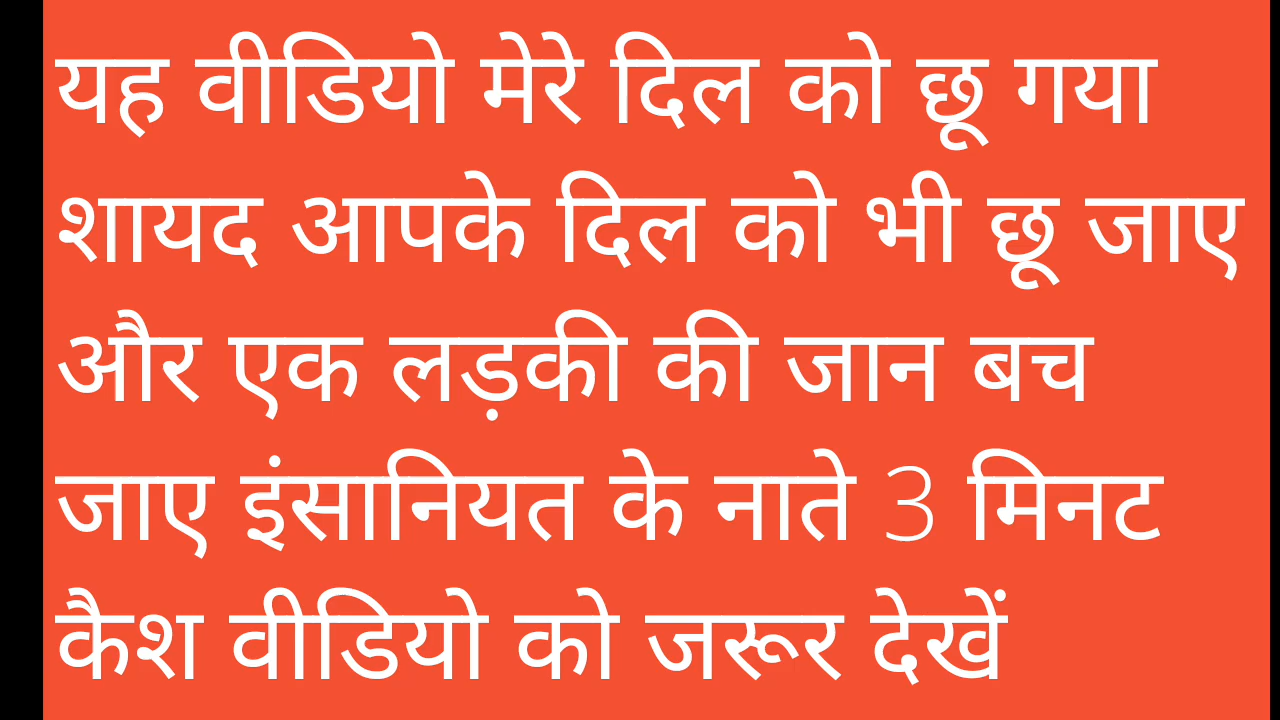 यह वीडियो मेरे दिल को छू गया
शायद आपके दिल को भी छू जाए
और एक लड़की की जान बच
जाए इंसानियत के नाते 3 मिनट
कैश वीडियो को जरूर देखें